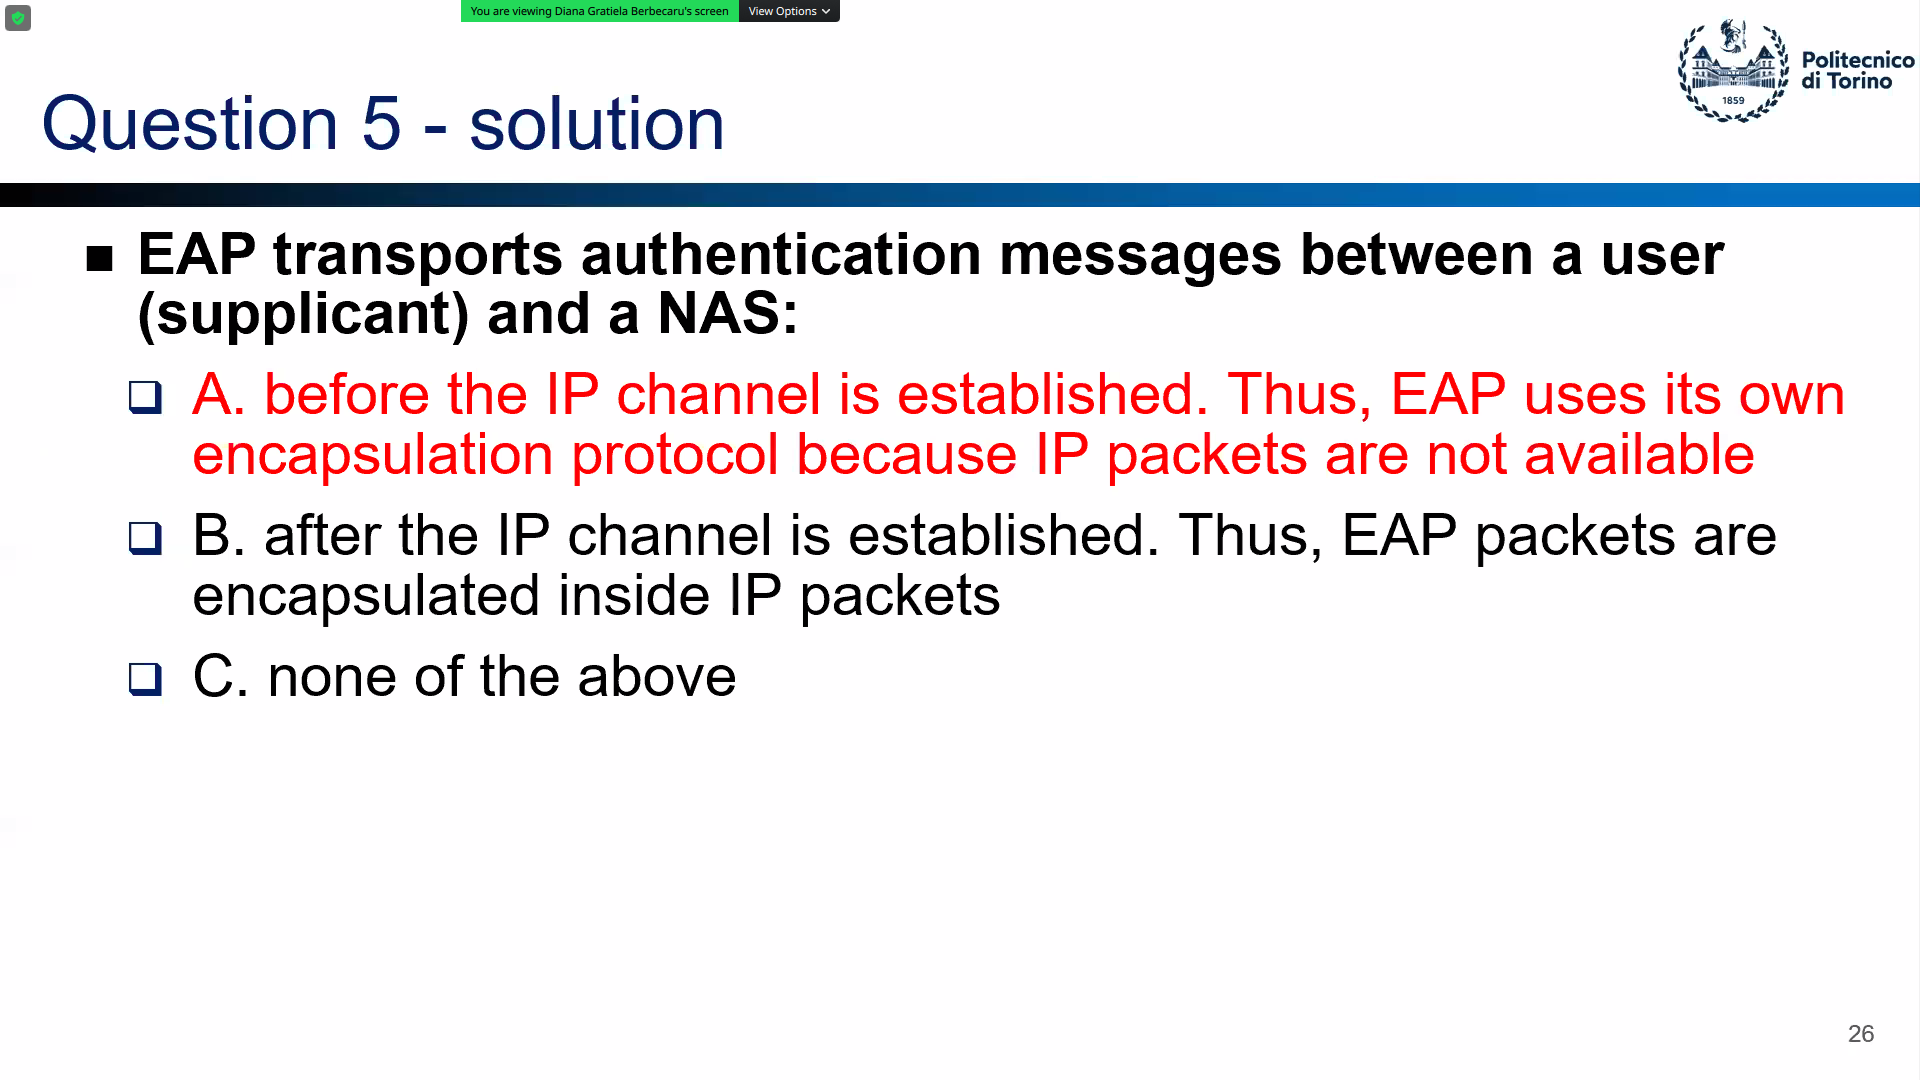 You are viewing Diana Gratiela Berbecaru's screen View Options
Politecnico
di Torino
1859
Question 5 - solution
EAP transports authentication messages between a user
(supplicant) and a NAS:
A. before the IP channel is established. Thus, EAP uses its own
encapsulation protocol because IP packets are not available
B. after the IP channel is established. Thus, EAP packets are
encapsulated inside IP packets
C. none of the above
26